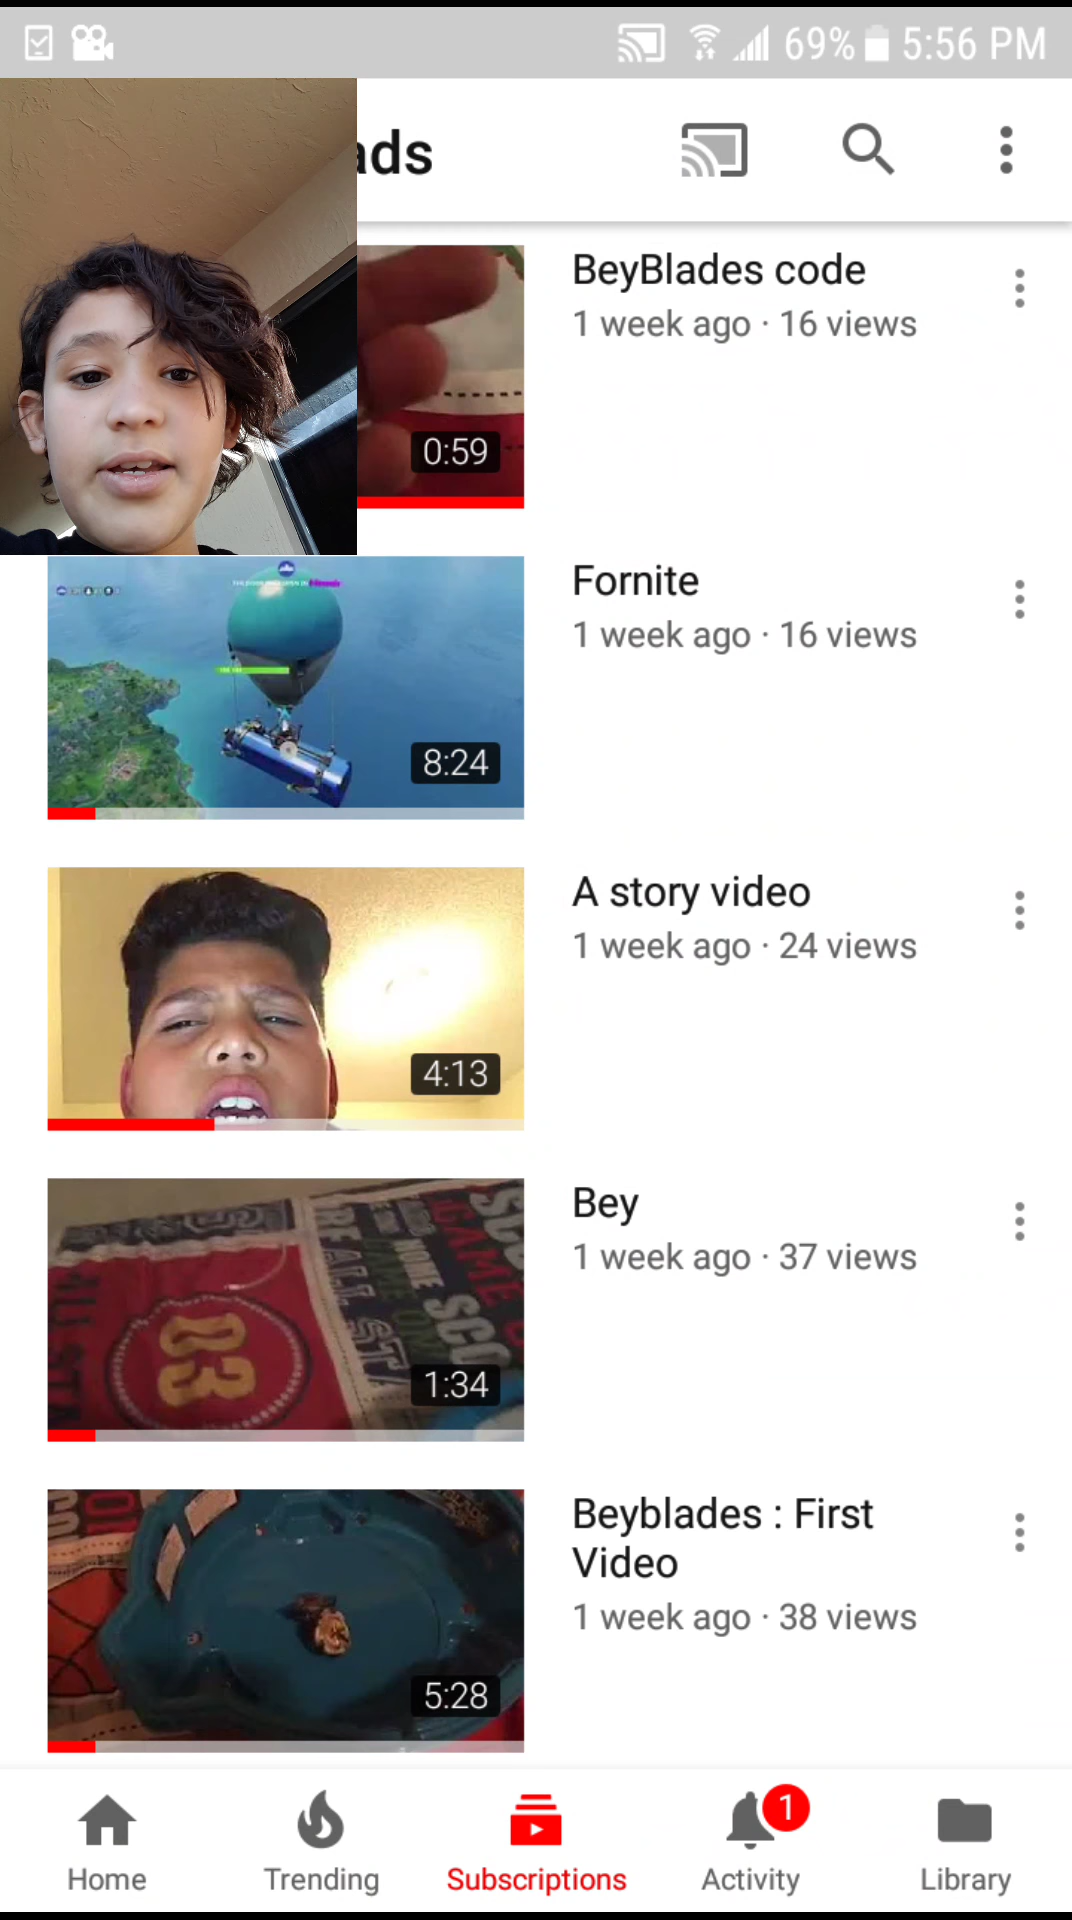 69% 5:56 PM
ads
BeyBlades code
1 week ago · 16 views
0:59
Fornite
1 week ago · 16 views
8:24
A story video
1 week ago · 24 views
4:13
Bey
1 week ago · 37 views
03
1:34
Beyblades : First
Video
1 week ago · 38 views
5:28
1
Home Trending Subscriptions Activity Library